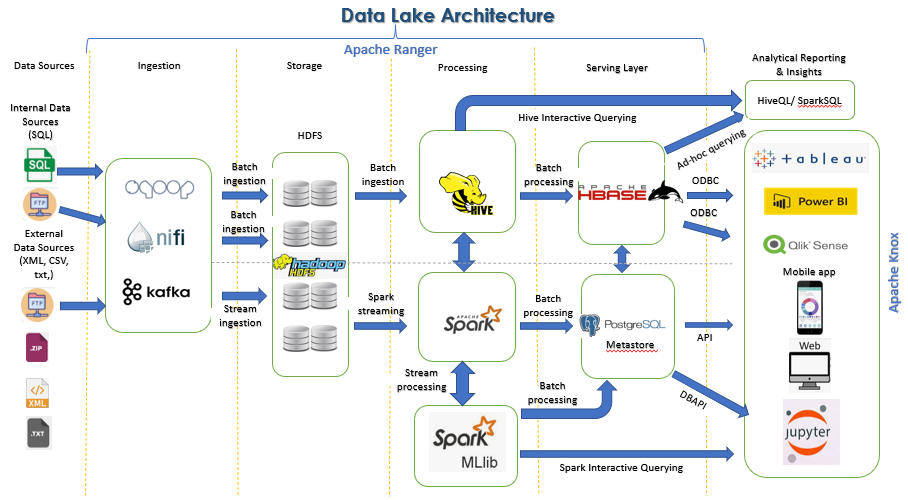 Data Lake Architecture
Apache Ranger
Data Sources
Ingestion
Storage
Processing
Serving Layer
Analytical Reporting
& Insights
Internal Data
Sources
(SQL)
SQL
FTP
External
Data Sources
(XML, CSV,
txt,)
FTP
.ZIP
XML
.TXT
sqoop
nifi
kafka
Batch
ingestion
Batch
ingestion
Stream
ingestion
HDFS
hadoop
HDFS
Batch
ingestion
Spark
streaming
HIVE
APACHE
Spark
Stream
processing
Spark
MLlib
Hive Interactive Querying
Batch
processing
Batch
processing
Batch
processing
Spark Interactive Querying
APACHE
HBASE
PostgreSQL
Metastore
Ad-hoc querying
ODBC
ODBC
API
DBAPI
HiveQL/ SparkSQL
+ableau
Power BI
Qlik Sense
Mobile app
Web
jupyter
Apache Knox